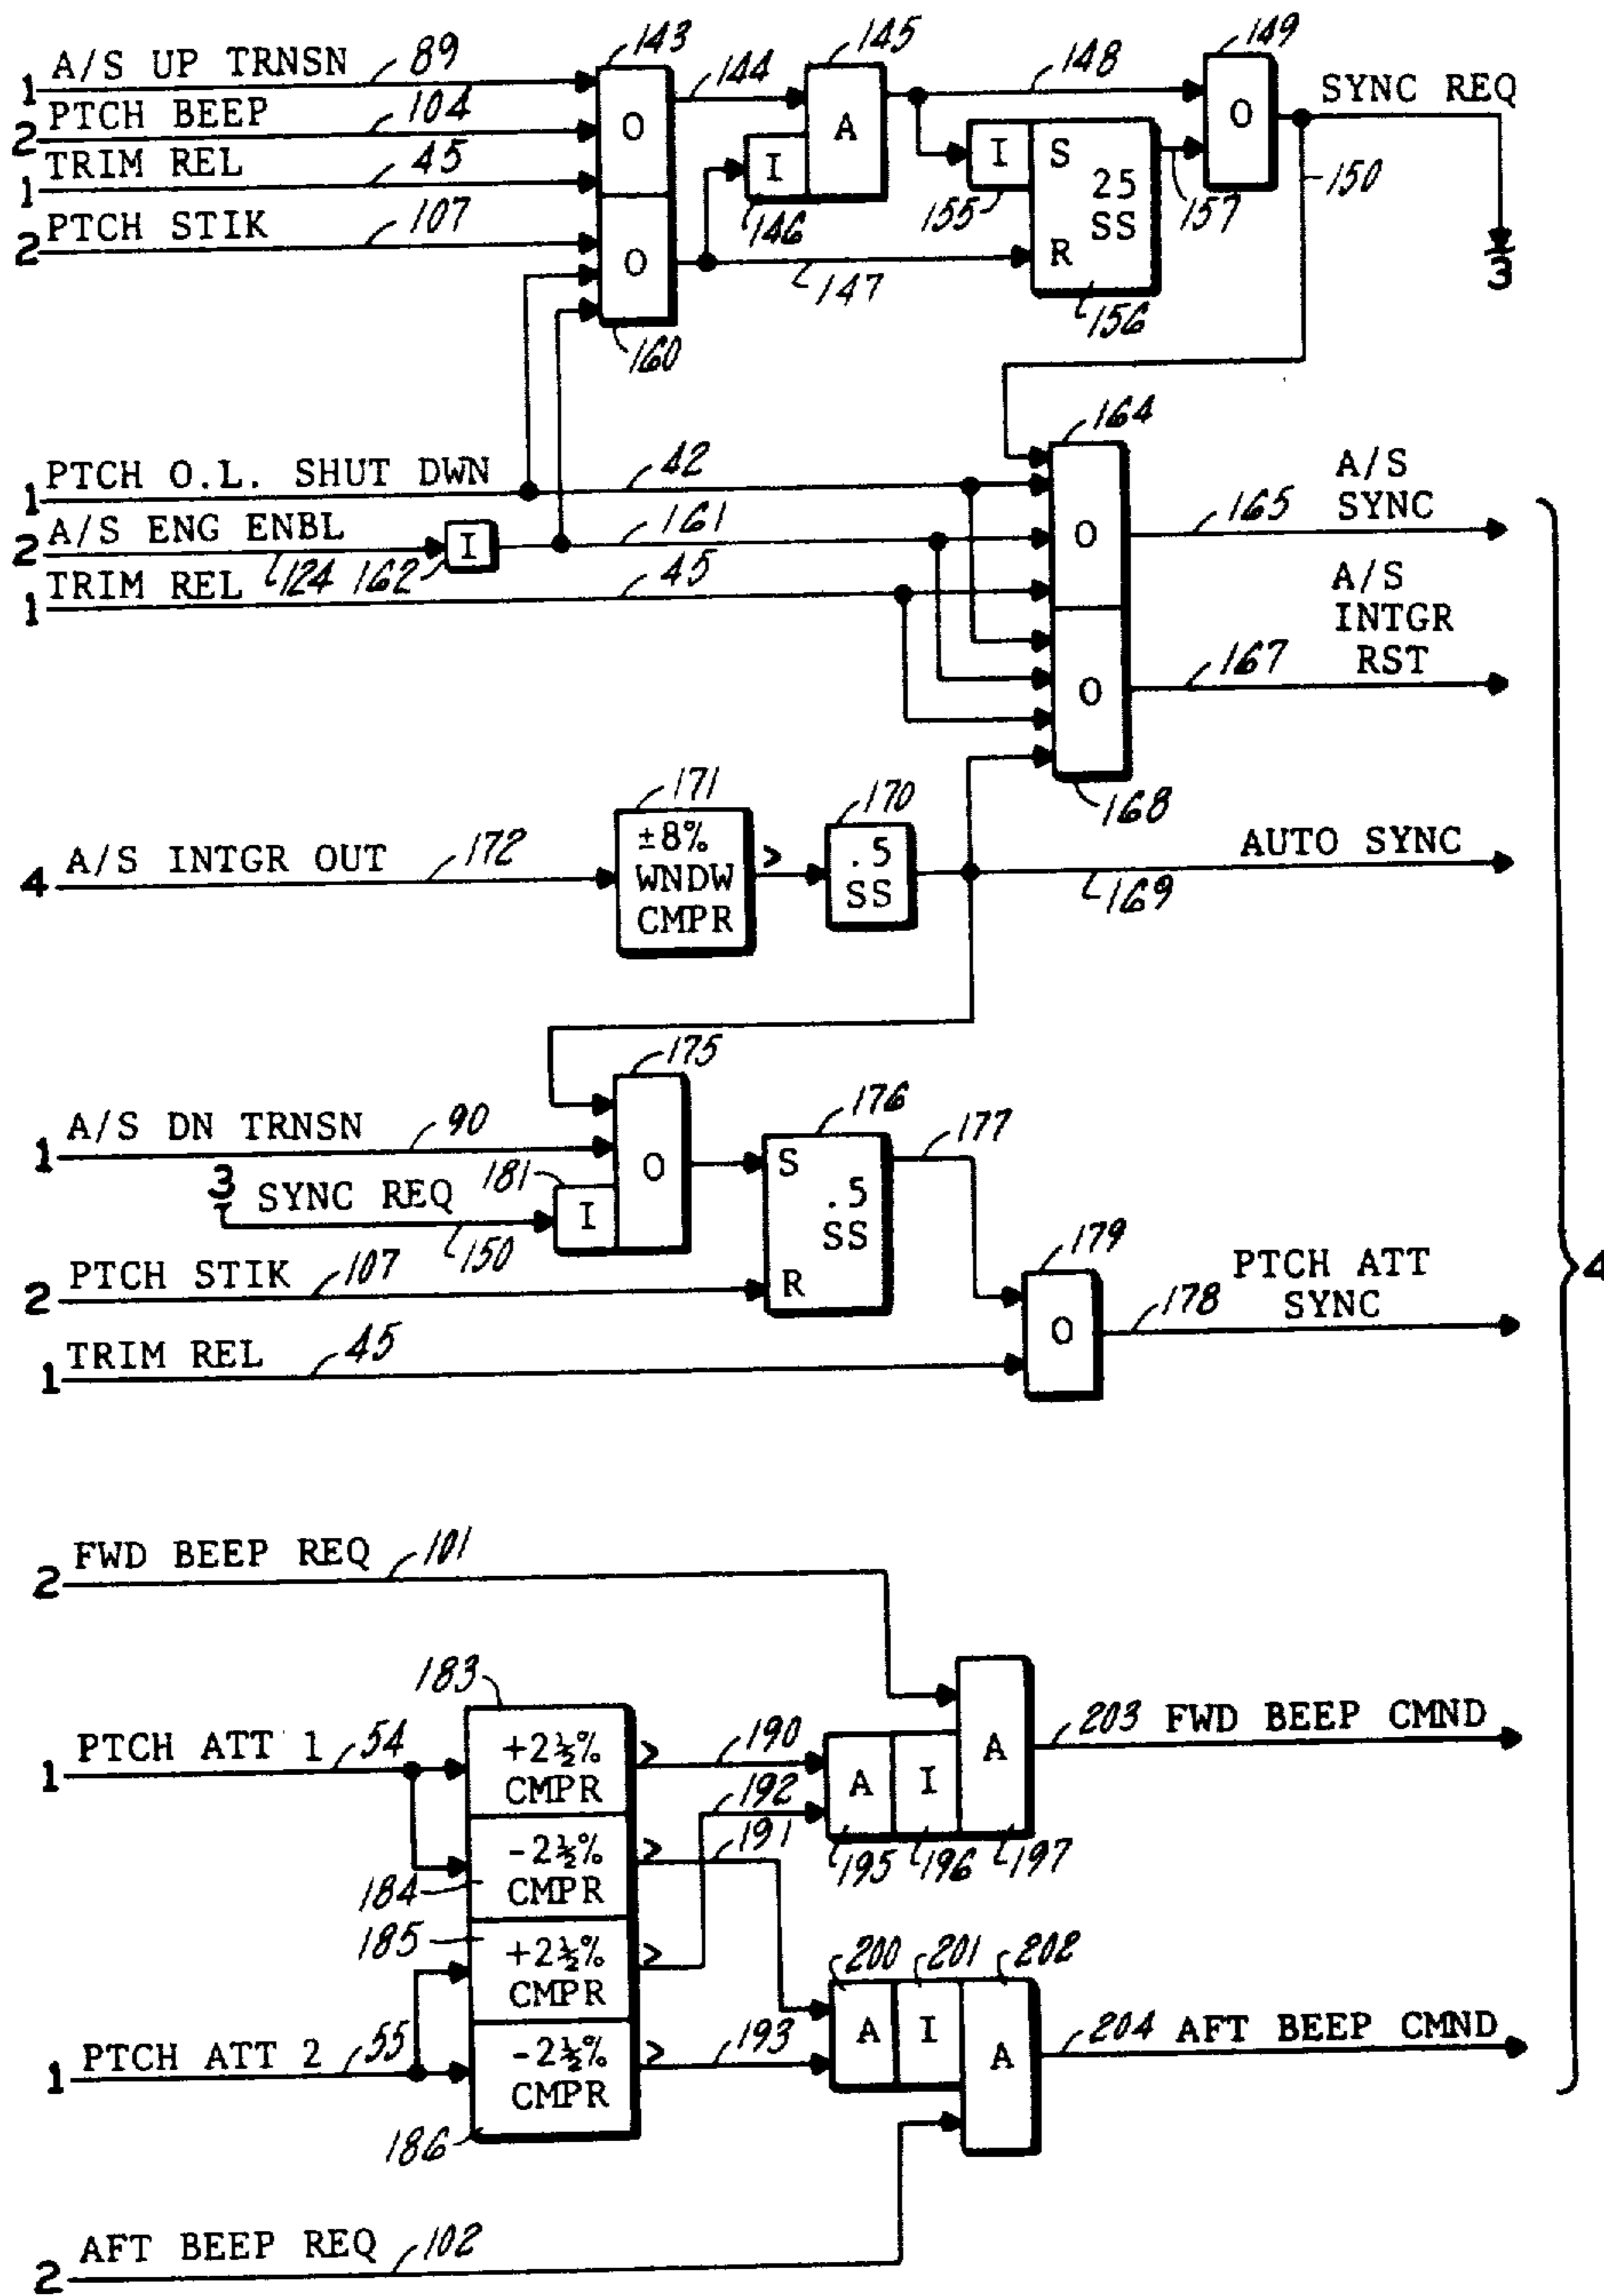 1 A/S UP TRNSN 89
2 PTCH BEEP 104
1 TRIM REL 45
2 PTCH STIK 107
143
O
O
160
144
145
A
I
146
147
148
I
155
S
25
SS
R
156
157
149
O
SYNC REQ
150
3
1 PTCH O.L. SHUT DWN 42
2 A/S ENG ENBL 124
162
I
161
1 TRIM REL 45
164
O
O
168
165
A/S
SYNC
167
A/S
INTGR
RST
4 A/S INTGR OUT 172
171
±8%
WNDW
CMPR
>
170
.5
SS
169
AUTO SYNC
175
O
1 A/S DN TRNSN 90
3
SYNC REQ
150
181
I
2 PTCH STIK 107
176
S
.5
SS
R
177
1 TRIM REL 45
179
O
178
PTCH ATT
SYNC
4
2 FWD BEEP REQ 101
1 PTCH ATT 1 54
183
+2½%
CMPR
>
190
-2½%
CMPR
184
>
191
185
+2½%
CMPR
>
192
1 PTCH ATT 2 55
-2½%
CMPR
186
>
193
A
I
A
195
196
197
203 FWD BEEP CMND
200
201
202
A
I
A
204 AFT BEEP CMND
2 AFT BEEP REQ 102